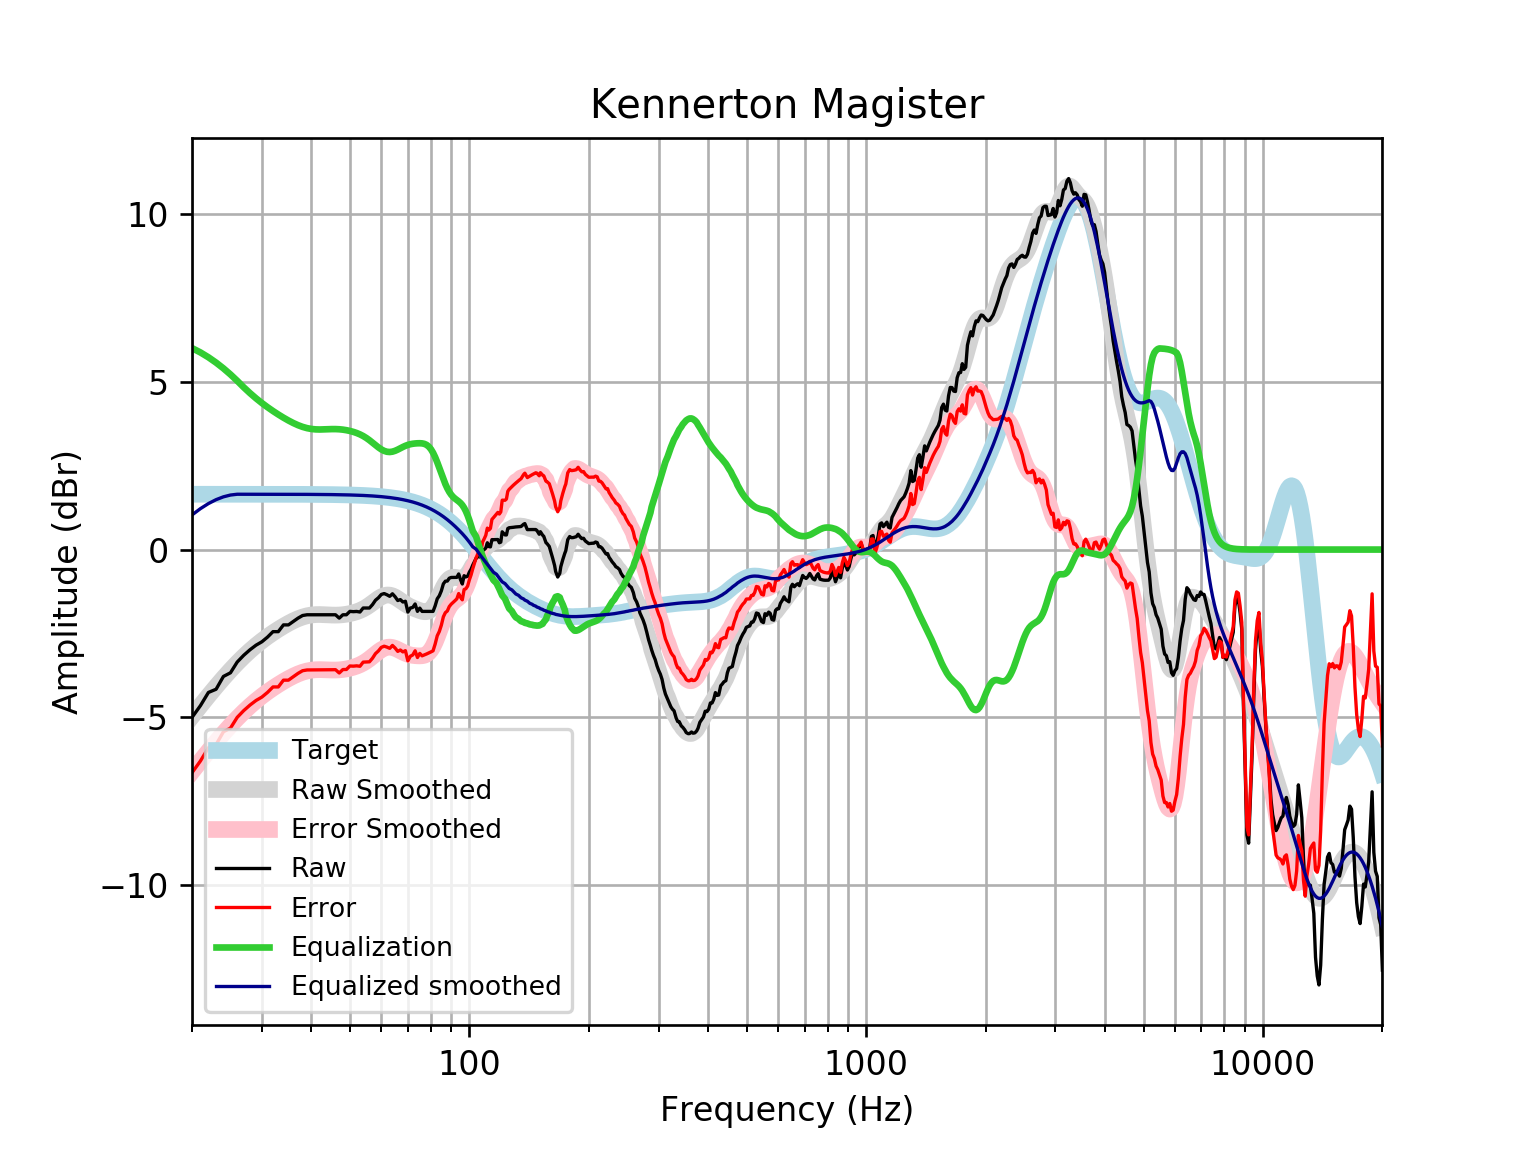 Kennerton Magister
Amplitude (dBr)
10
5
0
−5
−10
Target
Raw Smoothed
Error Smoothed
Raw
Error
Equalization
Equalized smoothed
100
1000
10000
Frequency (Hz)